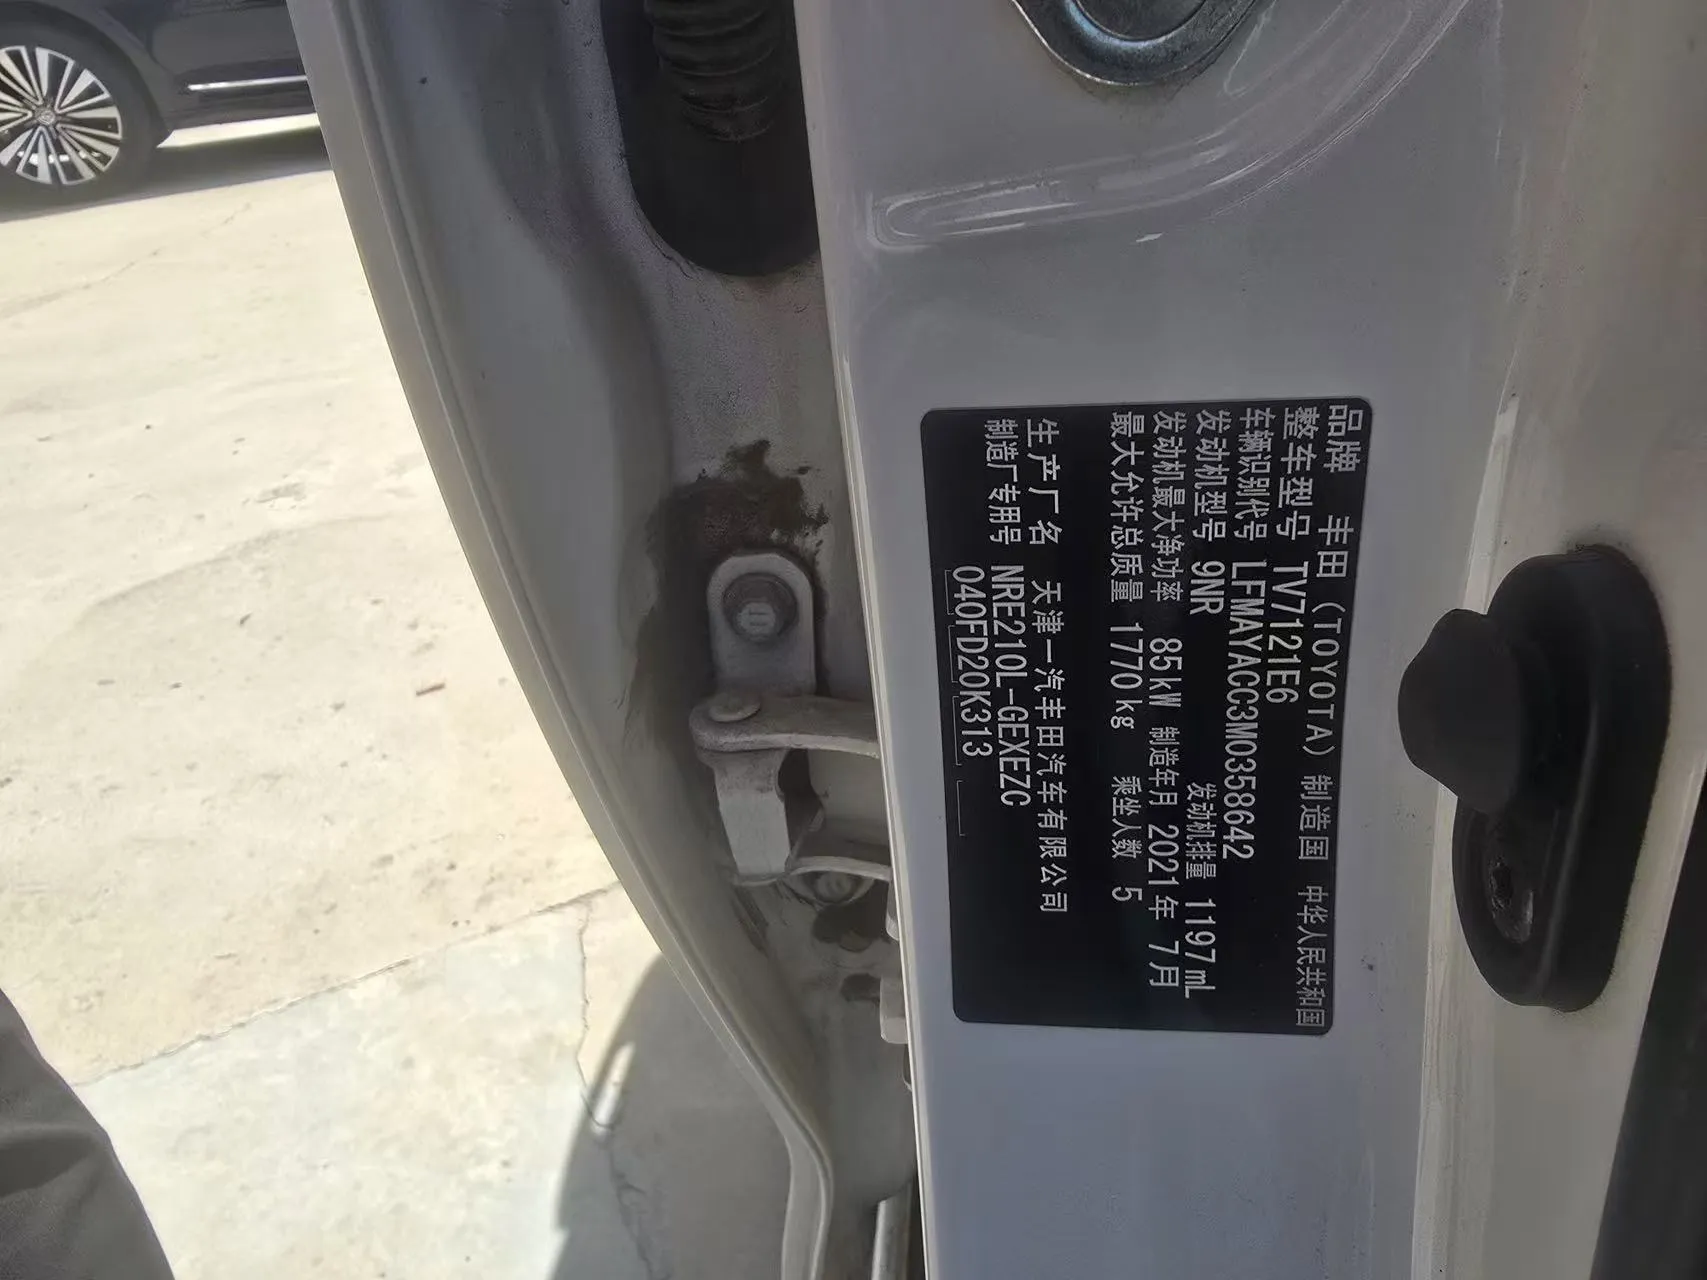 品牌 丰田（TOYOTA） 制造国 中华人民共和国
整车型号 TV7121E6
车辆识别代号 LFMAYACC3M0358642
发动机型号 9NR 发动机排量 1197 mL
发动机最大净功率 85kW 制造年月 2021年 7月
最大允许总质量 1770kg 乘坐人数 5
生产厂名 天津一汽丰田汽车有限公司
制造厂专用号 NRE210L-GEXEZC
040FD20K313